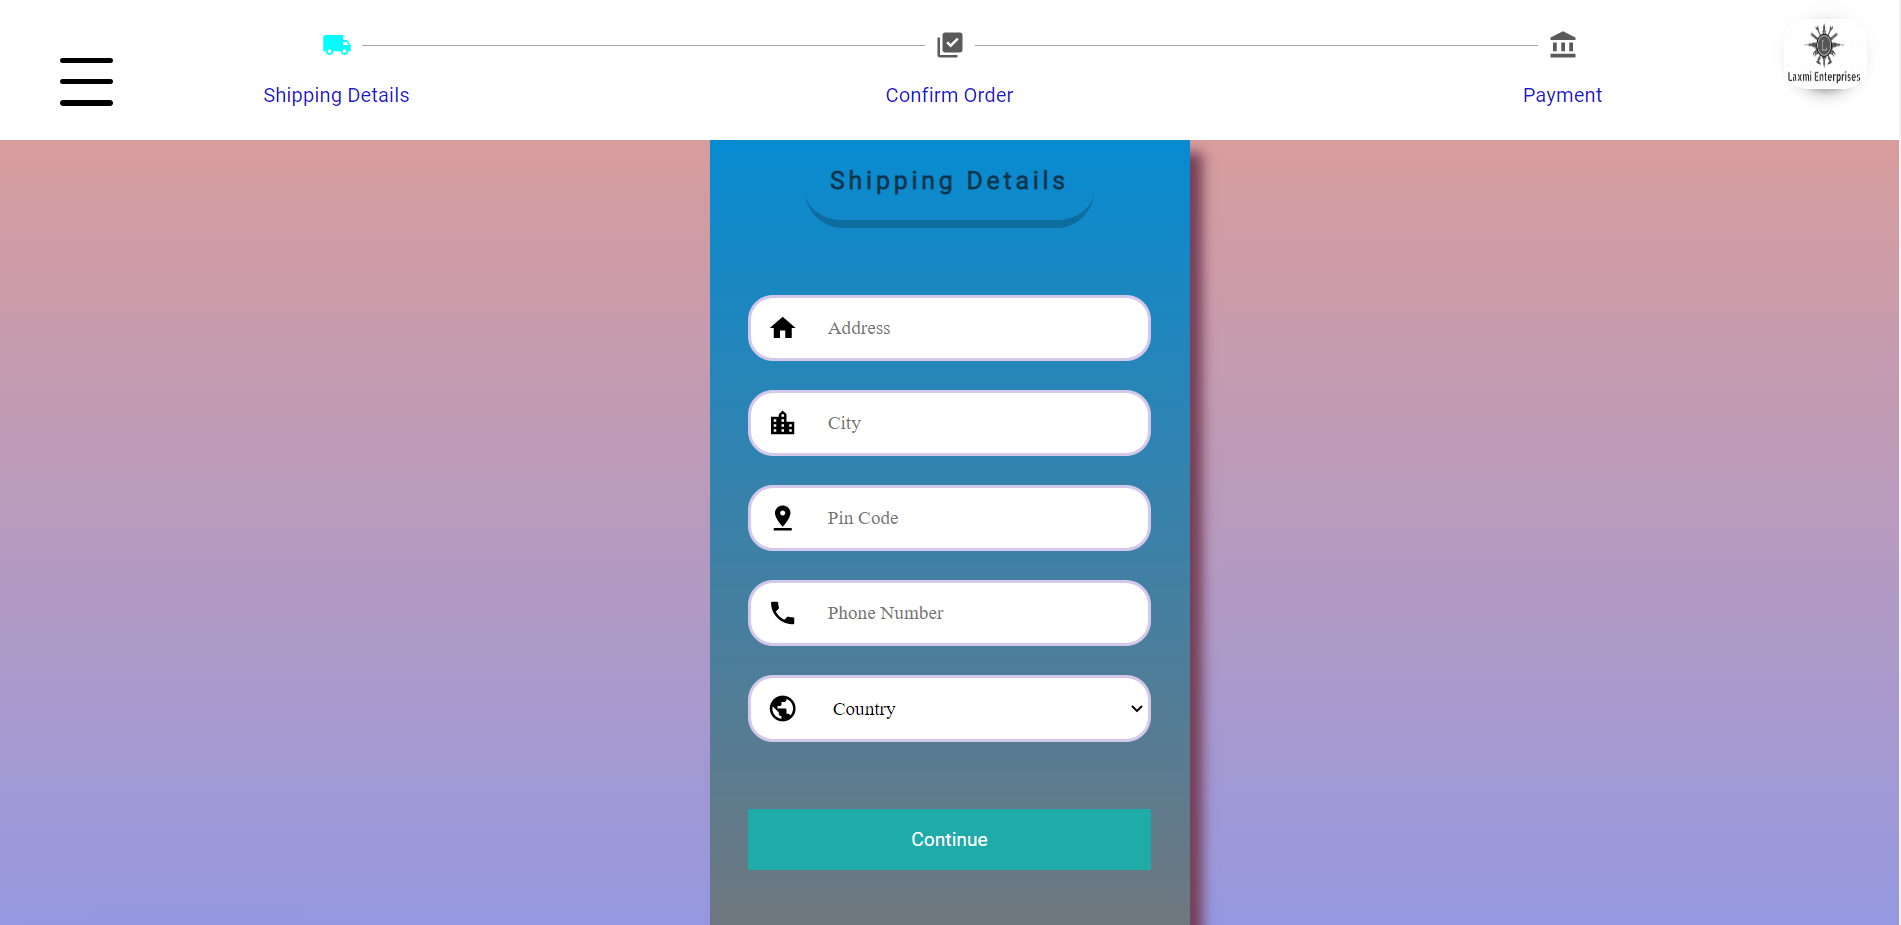 Shipping Details
Confirm Order
Payment
Laxmi Enterprises
Shipping Details
Address
City
Pin Code
Phone Number
Country
Continue